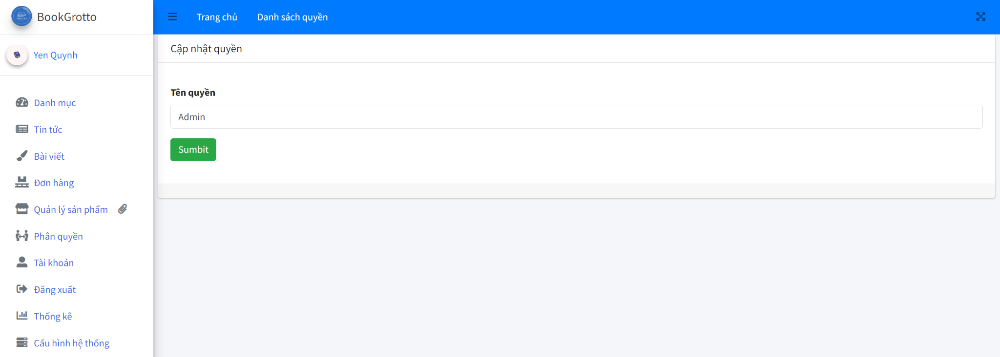 BookGrotto
Trang chủ
Danh sách quyền
Yen Quynh
Danh mục
Tin tức
Bài viết
Đơn hàng
Quản lý sản phẩm
Phân quyền
Tài khoản
Đăng xuất
Thống kê
Cấu hình hệ thống
Cập nhật quyền
Tên quyền
Admin
Sumbit